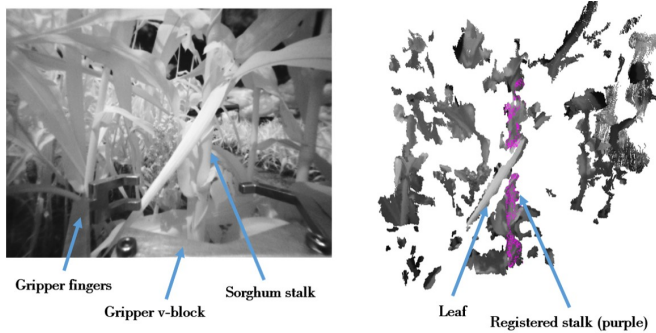 Gripper fingers
Gripper v-block
Sorghum stalk
Leaf
Registered stalk (purple)